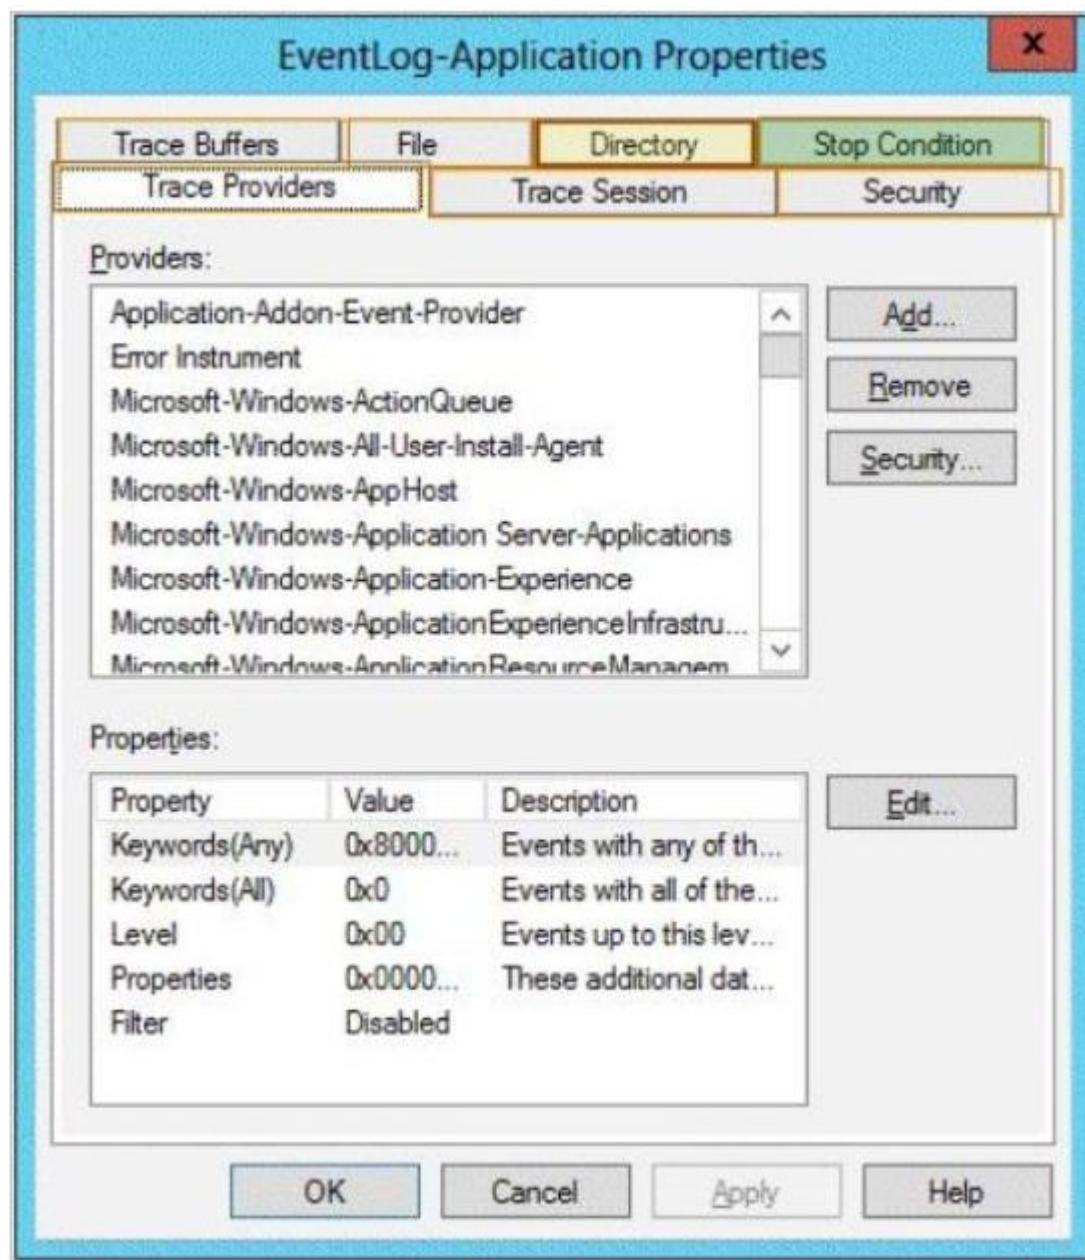 EventLog-Application Properties
x
Trace Buffers File Directory Stop Condition
Trace Providers Trace Session Security
Providers:
Application-Addon-Event-Provider
Error Instrument
Microsoft-Windows-ActionQueue
Microsoft-Windows-All-User-Install-Agent
Microsoft-Windows-AppHost
Microsoft-Windows-Application Server-Applications
Microsoft-Windows-Application-Experience
Microsoft-Windows-ApplicationExperienceInfrastru...
Microsoft-Windows-ApplicationResourceManagem
Add...
Remove
Security...
Properties:
Property Value Description
Keywords(Any) 0x8000... Events with any of th...
Keywords(All) 0x0 Events with all of the...
Level 0x00 Events up to this lev...
Properties 0x0000... These additional dat...
Filter Disabled
Edit...
OK Cancel Apply Help